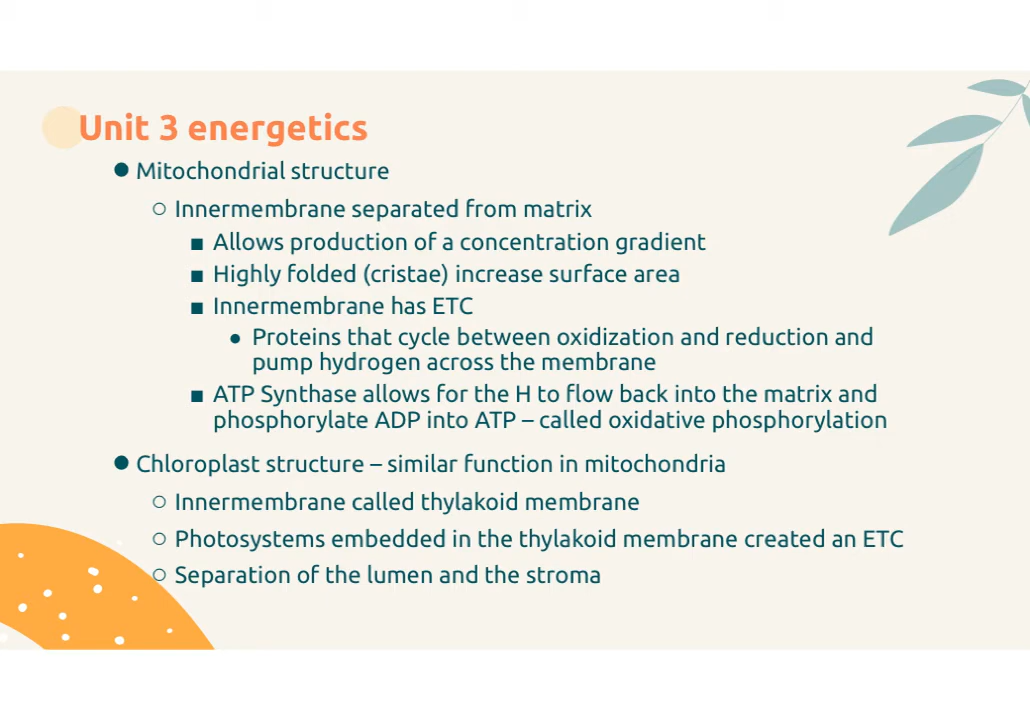 Unit 3 energetics
● Mitochondrial structure
○ Innermembrane separated from matrix
■ Allows production of a concentration gradient
■ Highly folded (cristae) increase surface area
■ Innermembrane has ETC
● Proteins that cycle between oxidization and reduction and
pump hydrogen across the membrane
■ ATP Synthase allows for the H to flow back into the matrix and
phosphorylate ADP into ATP – called oxidative phosphorylation
● Chloroplast structure – similar function in mitochondria
○ Innermembrane called thylakoid membrane
○ Photosystems embedded in the thylakoid membrane created an ETC
○ Separation of the lumen and the stroma